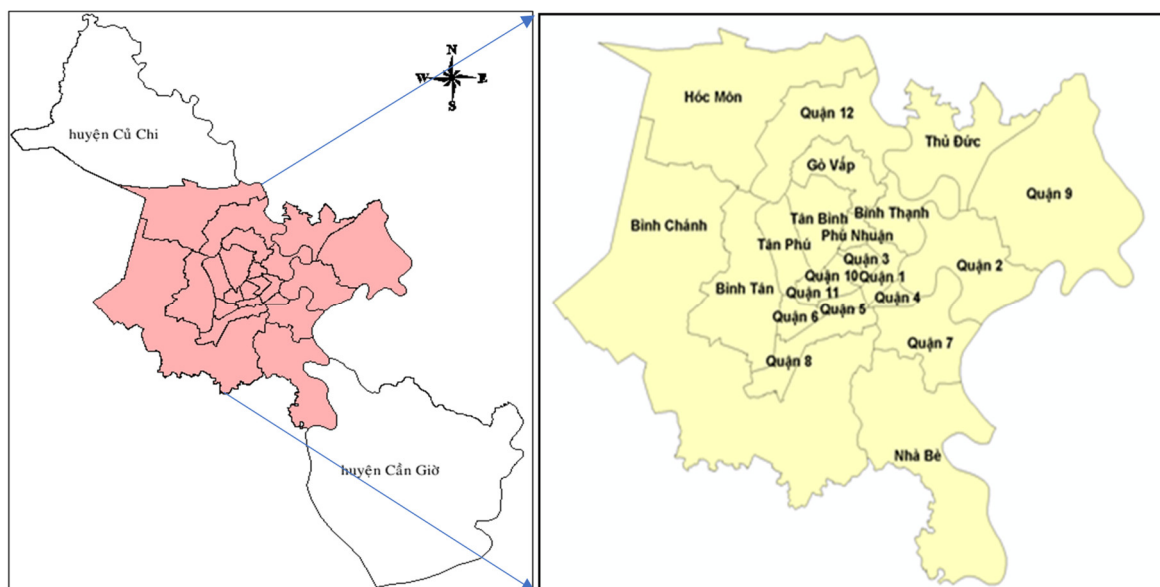 N
W E
S
huyện Củ Chi
huyện Cần Giờ
Hóc Môn
Quận 12
Thủ Đức
Gò Vấp
Quận 9
Tân Bình
Bình Thạnh
Bình Chánh
Phú Nhuận
Tân Phú
Quận 3
Quận 2
Quận 10
Quận 1
Bình Tân
Quận 11
Quận 4
Quận 5
Quận 6
Quận 7
Quận 8
Nhà Bè